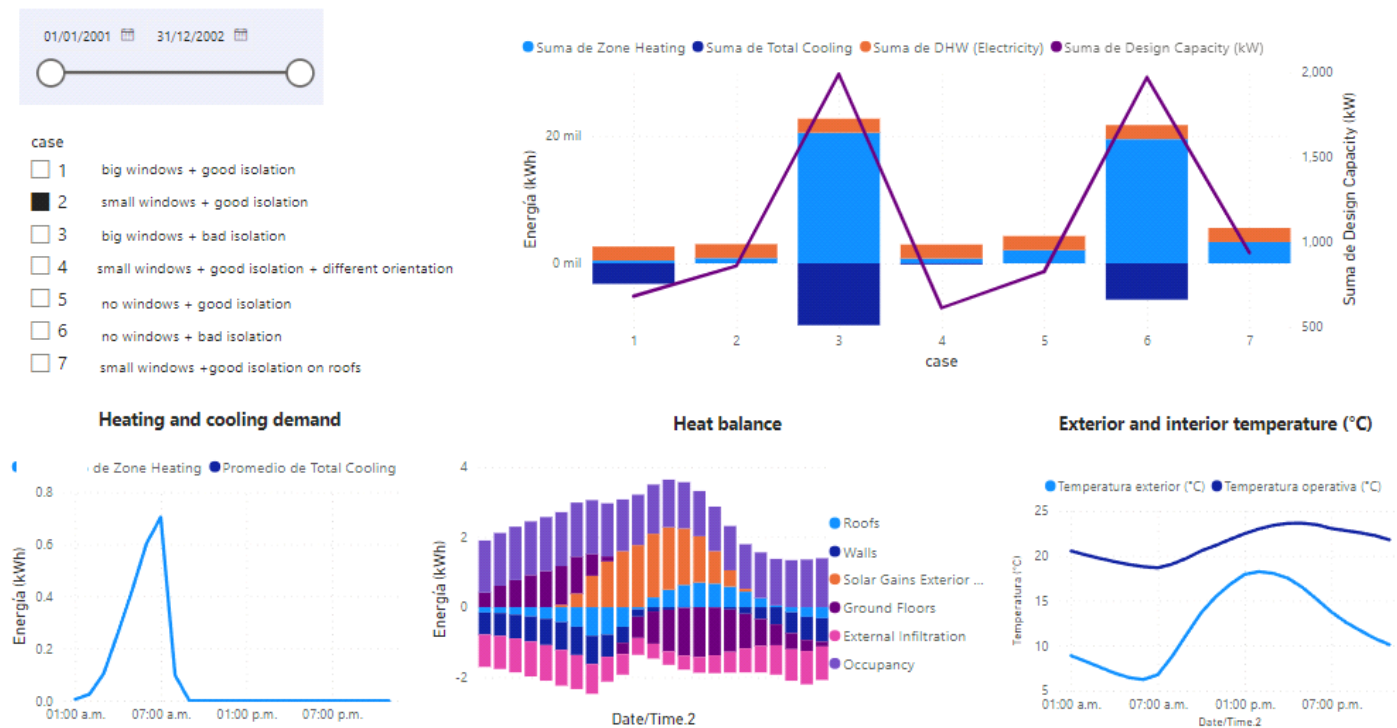 01/01/2001 31/12/2002
case
1 big windows + good isolation
2 small windows + good isolation
3 big windows + bad isolation
4 small windows + good isolation + different orientation
5 no windows + good isolation
6 no windows + bad isolation
7 small windows +good isolation on roofs
Suma de Zone Heating Suma de Total Cooling Suma de DHW (Electricity) Suma de Design Capacity (kW)
Energía (kWh)
20 mil
0 mil
2,000
1,500
1,000
500
Suma de Design Capacity (kW)
1 2 3 4 5 6 7
case
Heating and cooling demand
de Zone Heating Promedio de Total Cooling
Energía (kWh)
0.8
0.6
0.4
0.2
0.0
01:00 a.m. 07:00 a.m. 01:00 p.m. 07:00 p.m.
Heat balance
Energía (kWh)
4
2
0
-2
Date/Time.2
Roofs
Walls
Solar Gains Exterior ...
Ground Floors
External Infiltration
Occupancy
Exterior and interior temperature (°C)
Temperatura exterior (°C) Temperatura operativa (°C)
Temperatura (°C)
25
20
15
10
5
01:00 a.m. 07:00 a.m. 01:00 p.m. 07:00 p.m.
Date/Time.2